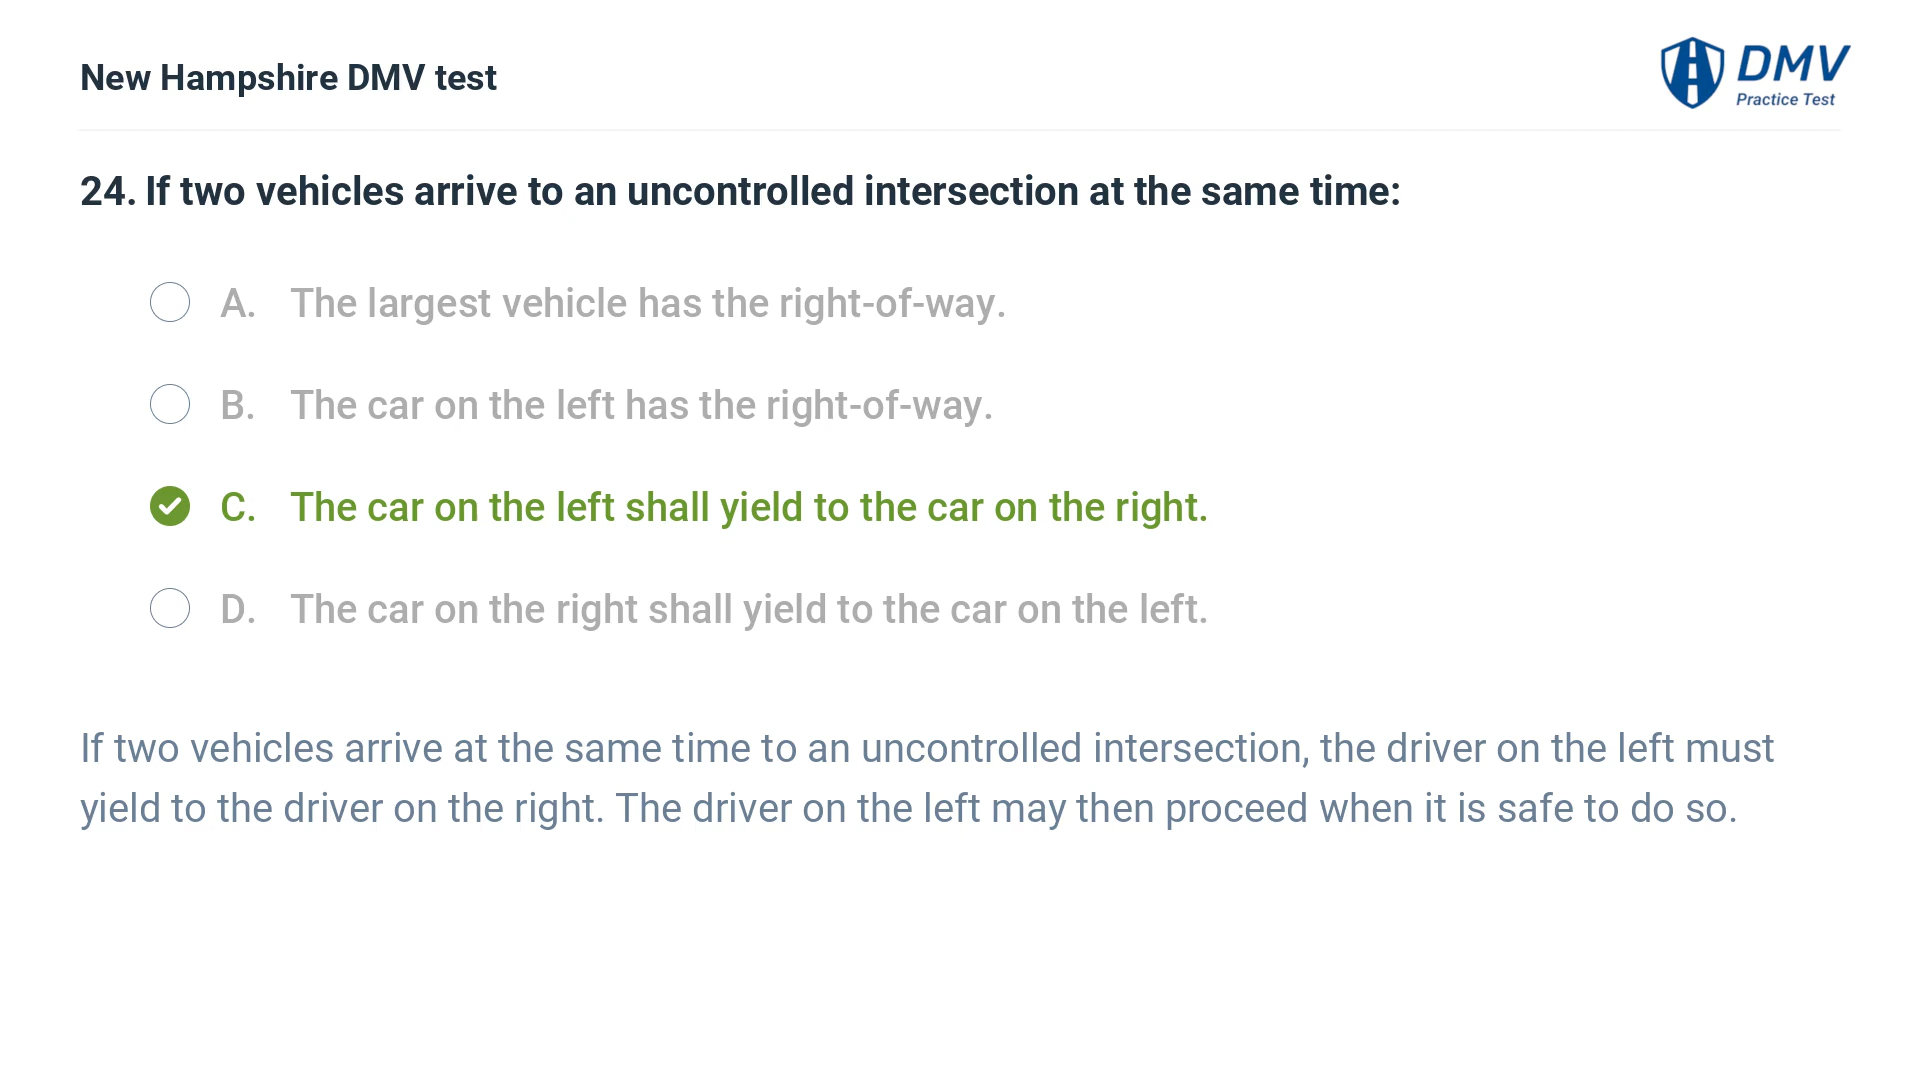 New Hampshire DMV test
DMV
Practice Test
24. If two vehicles arrive to an uncontrolled intersection at the same time:
A. The largest vehicle has the right-of-way.
B. The car on the left has the right-of-way.
C. The car on the left shall yield to the car on the right.
D. The car on the right shall yield to the car on the left.
If two vehicles arrive at the same time to an uncontrolled intersection, the driver on the left must
yield to the driver on the right. The driver on the left may then proceed when it is safe to do so.